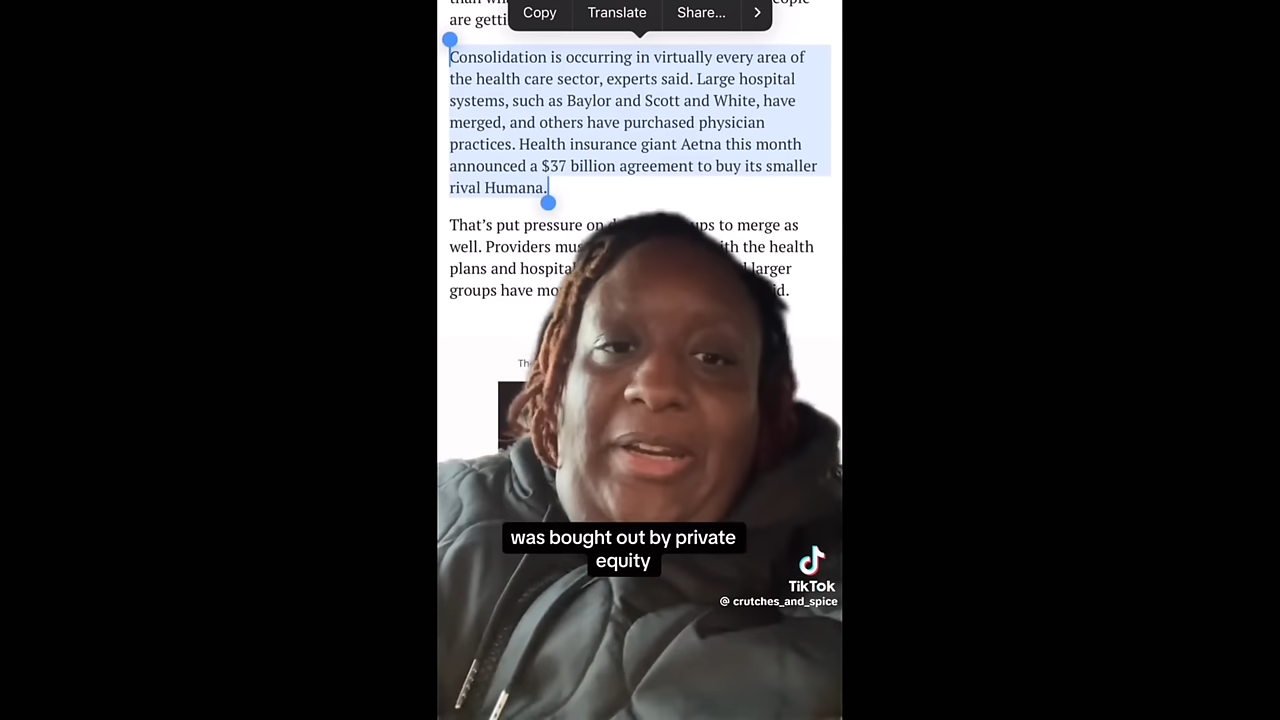 are getti
Copy Translate Share...
Consolidation is occurring in virtually every area of
the health care sector, experts said. Large hospital
systems, such as Baylor and Scott and White, have
merged, and others have purchased physician
practices. Health insurance giant Aetna this month
announced a $37 billion agreement to buy its smaller
rival Humana.
That's put pressure on ups to merge as
well. Providers mus ith the health
plans and hospital larger
groups have mo id.
Th
was bought out by private
equity
TikTok
@ crutches_and_spice